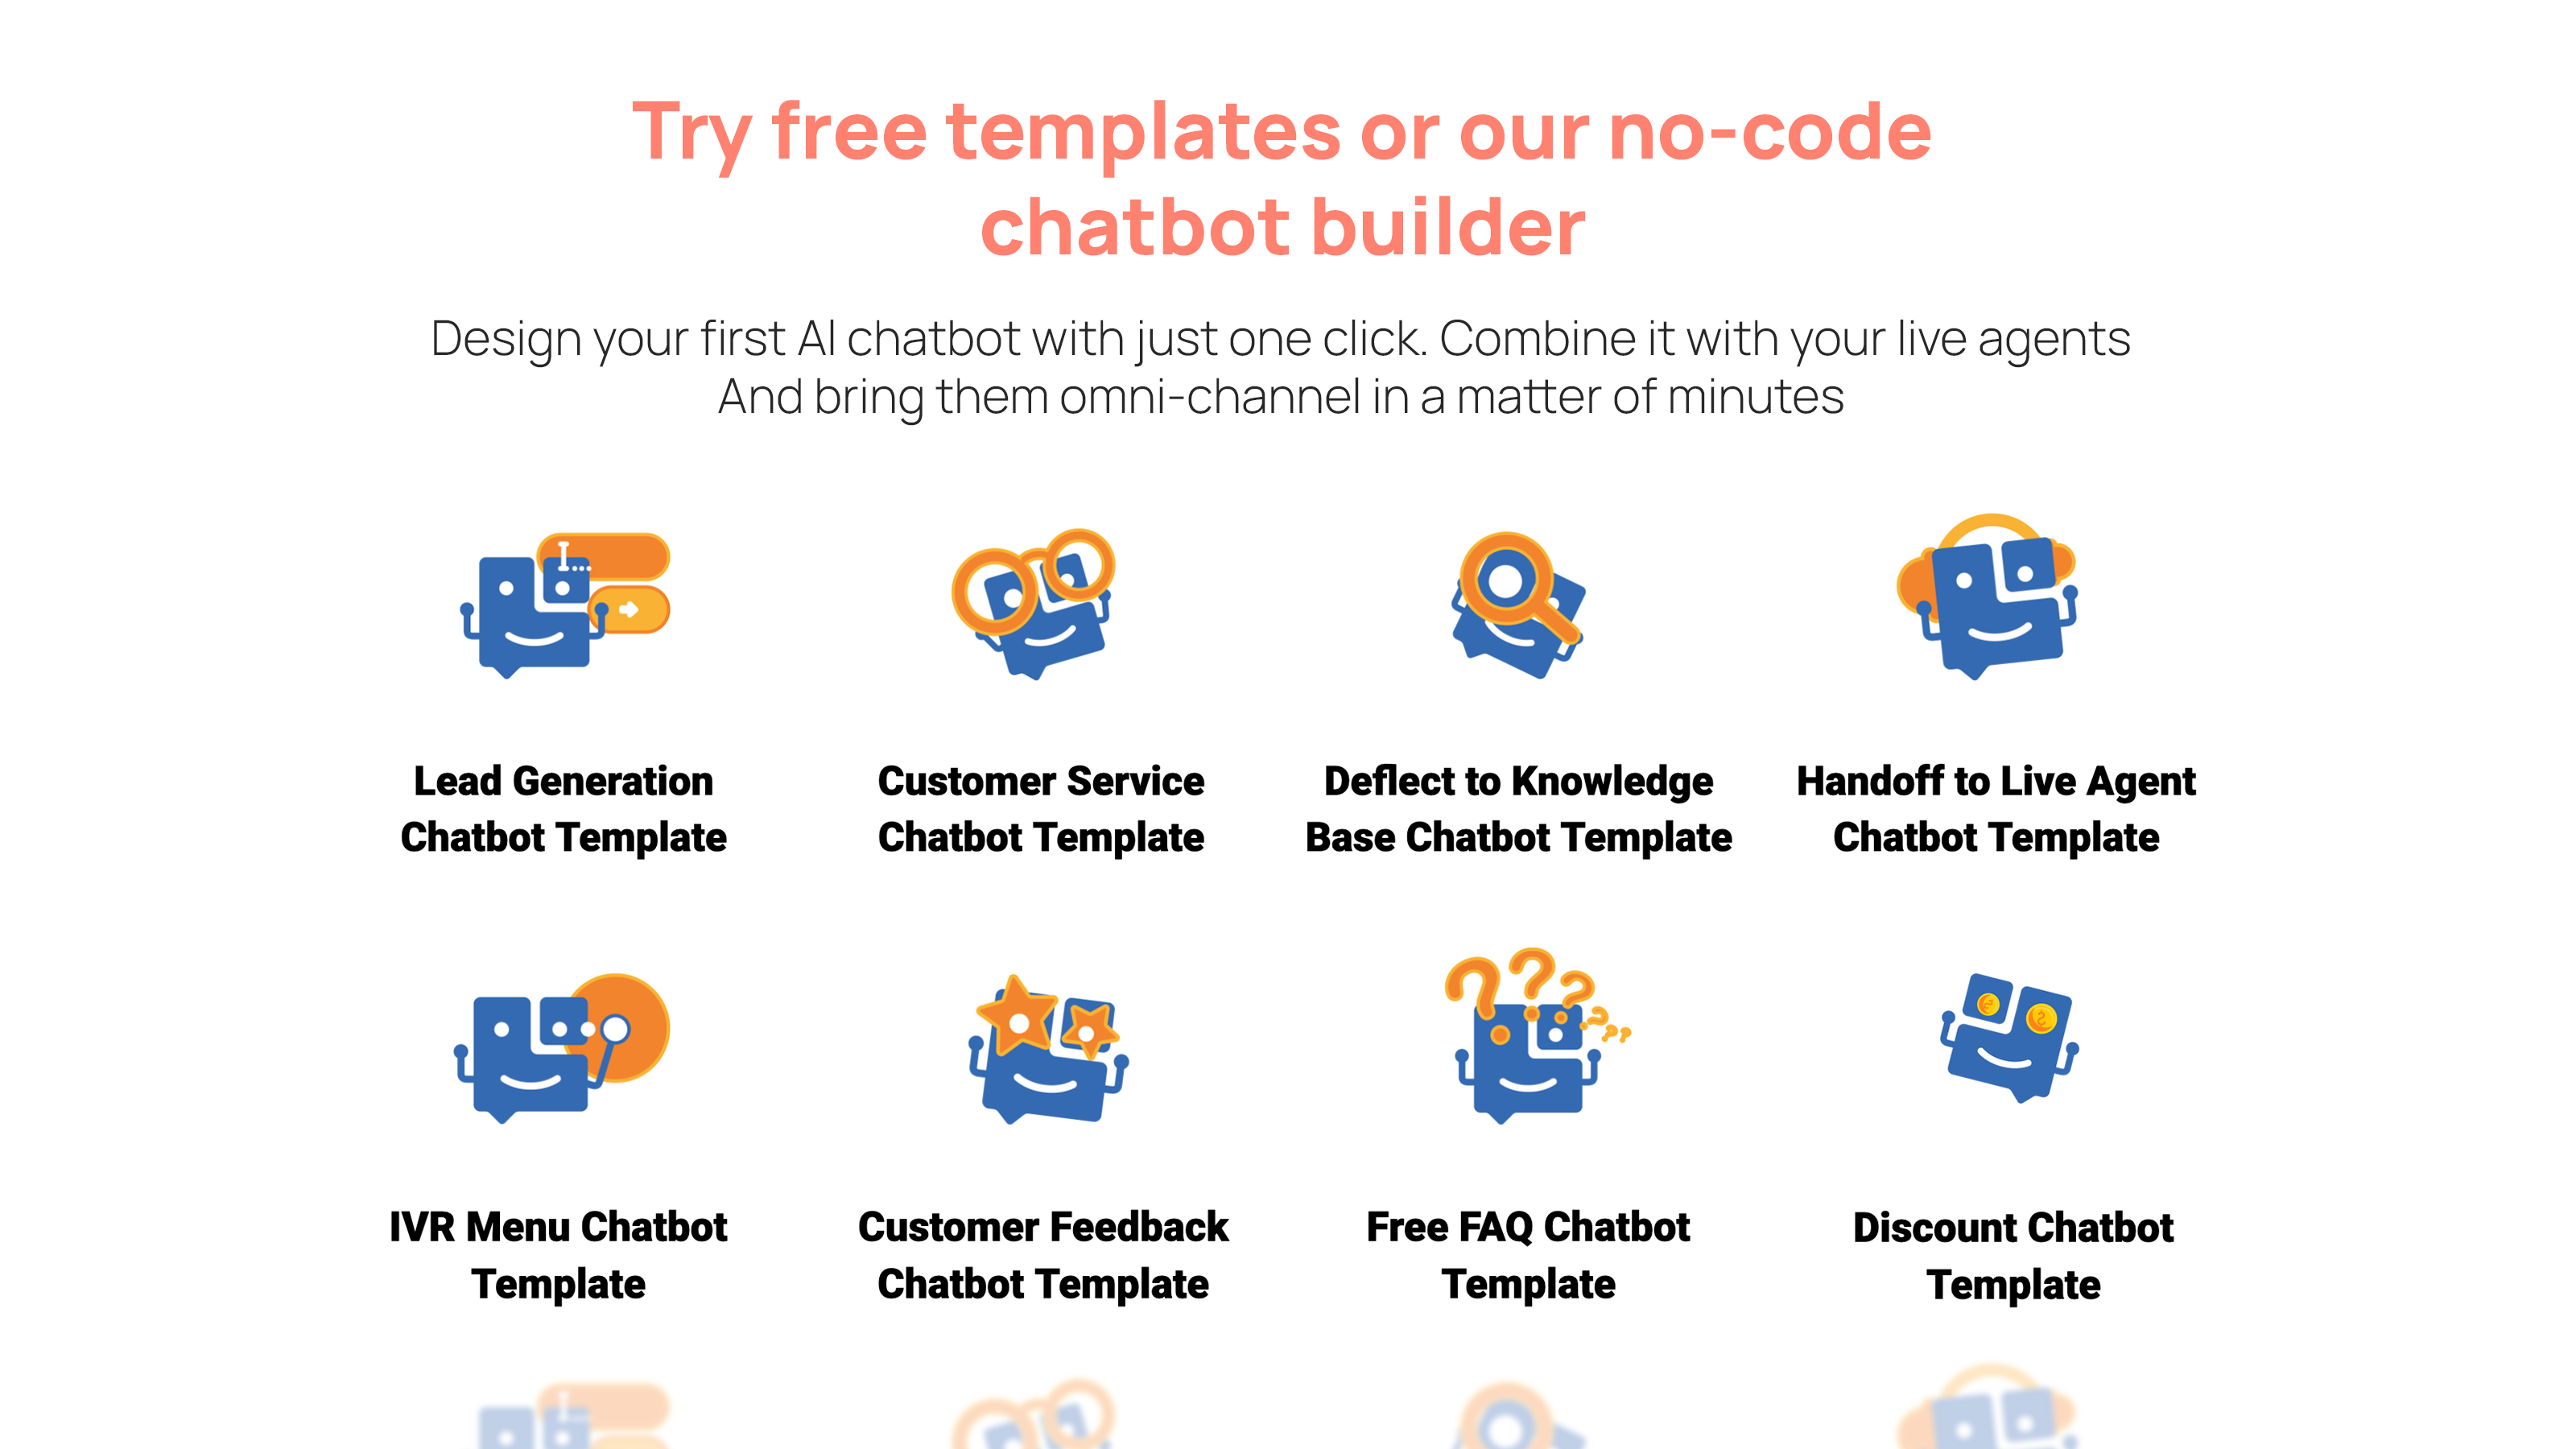 Try free templates or our no-code
chatbot builder
Design your first AI chatbot with just one click. Combine it with your live agents
And bring them omni-channel in a matter of minutes
Lead Generation
Chatbot Template
Customer Service
Chatbot Template
Deflect to Knowledge
Base Chatbot Template
Handoff to Live Agent
Chatbot Template
IVR Menu Chatbot
Template
Customer Feedback
Chatbot Template
Free FAQ Chatbot
Template
Discount Chatbot
Template